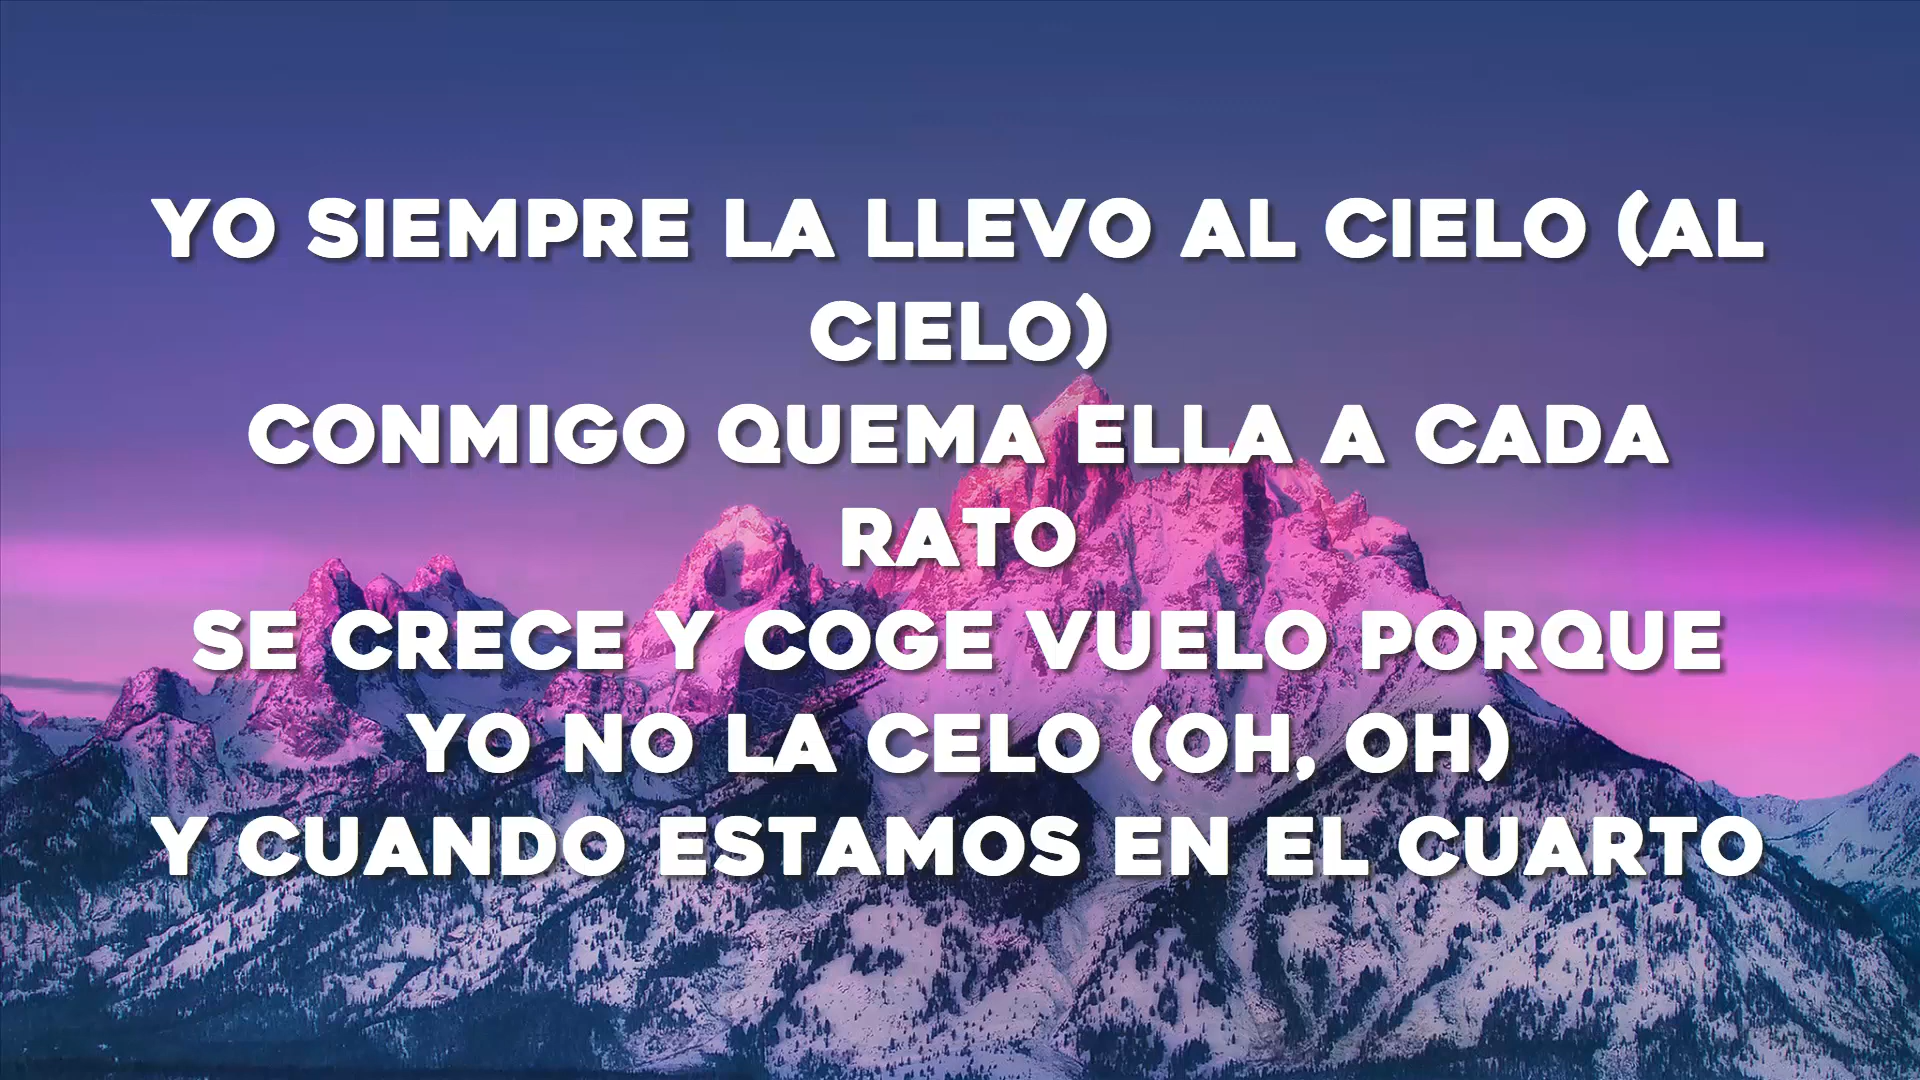 YO SIEMPRE LA LLEVO AL CIELO (AL
CIELO)
CONMIGO QUEMA ELLA A CADA
RATO
SE CRECE Y COGE VUELO PORQUE
YO NO LA CELO (OH, OH)
Y CUANDO ESTAMOS EN EL CUARTO